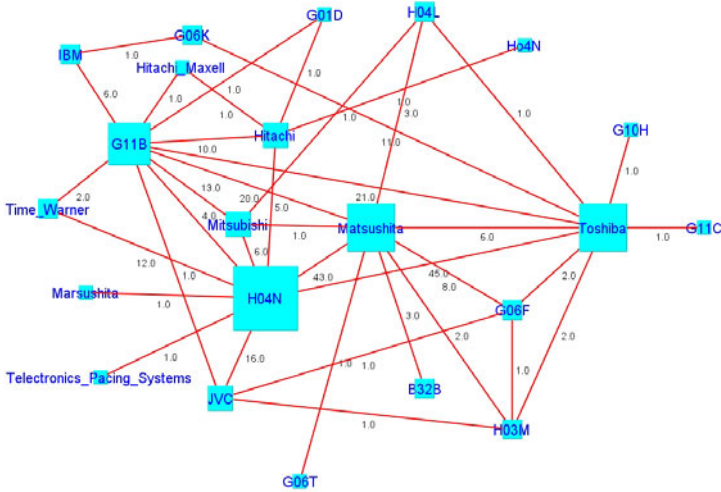 G01D
H04L
G06K
IBM
Ho4N
Hitachi_Maxell
1.0
1.0
6.0
1.0
1.0
1.0
1.0
1.0
3.0
1.0
G10H
Hitachi
G11B
10.0
11.0
1.0
2.0
13.0
20.0
21.0
Time_Warner
4.0
5.0
Mitsubishi
1.0
Matsushita
6.0
Toshiba
1.0
G11C
6.0
12.0
1.0
43.0
45.0
2.0
8.0
Marsushita
1.0
H04N
G06F
3.0
2.0
2.0
1.0
16.0
1.0
1.0
1.0
Telectronics_Pacing_Systems
JVC
B32B
1.0
H03M
G06T